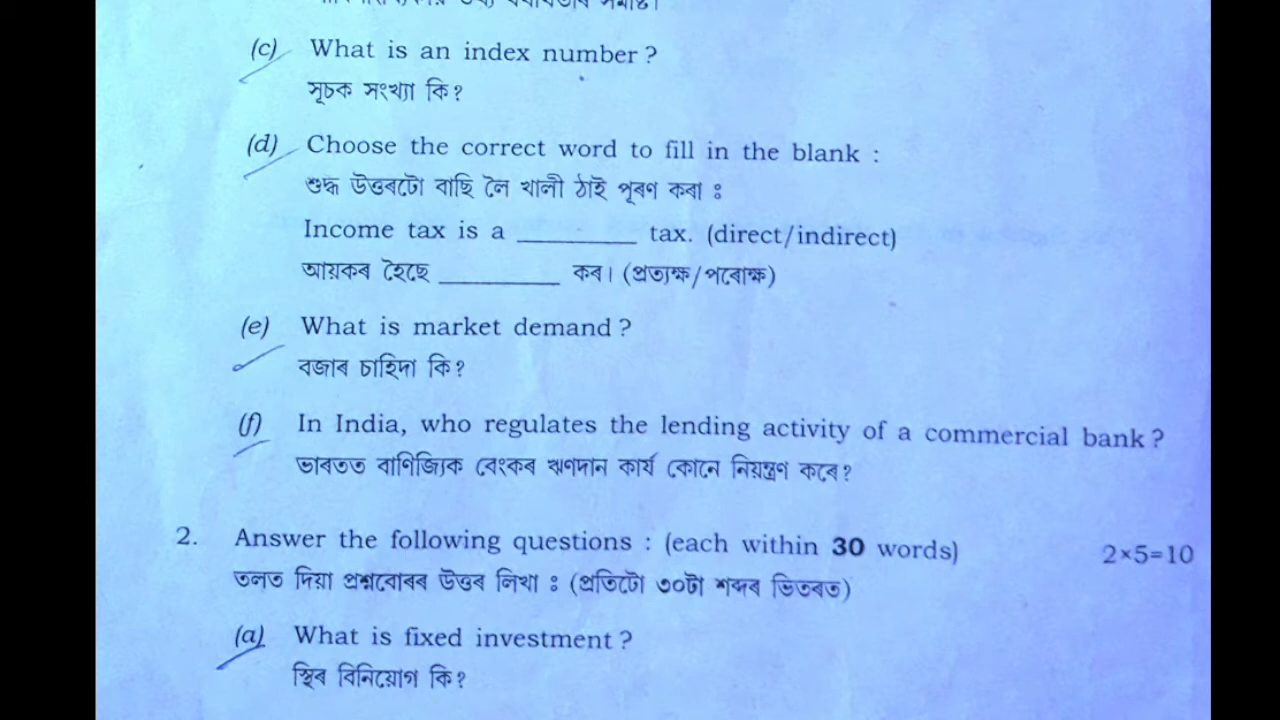 (c) What is an index number ?
সূচক সংখ্যা কি?
(d) Choose the correct word to fill in the blank :
শুদ্ধ উত্তৰটো বাছি লৈ খালী ঠাই পূৰণ কৰা ঃ
Income tax is a ________ tax. (direct/indirect)
আয়কৰ হৈছে ________ কৰ। (প্ৰত্যক্ষ/পৰোক্ষ)
(e) What is market demand ?
বজাৰ চাহিদা কি?
(f) In India, who regulates the lending activity of a commercial bank ?
ভাৰতত বাণিজ্যিক বেংকৰ ঋণদান কাৰ্য কোনে নিয়ন্ত্ৰণ কৰে?
2. Answer the following questions : (each within 30 words) 2×5=10
তলত দিয়া প্ৰশ্নবোৰৰ উত্তৰ লিখা ঃ (প্ৰতিটো ৩০টা শব্দৰ ভিতৰত)
(a) What is fixed investment ?
স্থিৰ বিনিয়োগ কি?